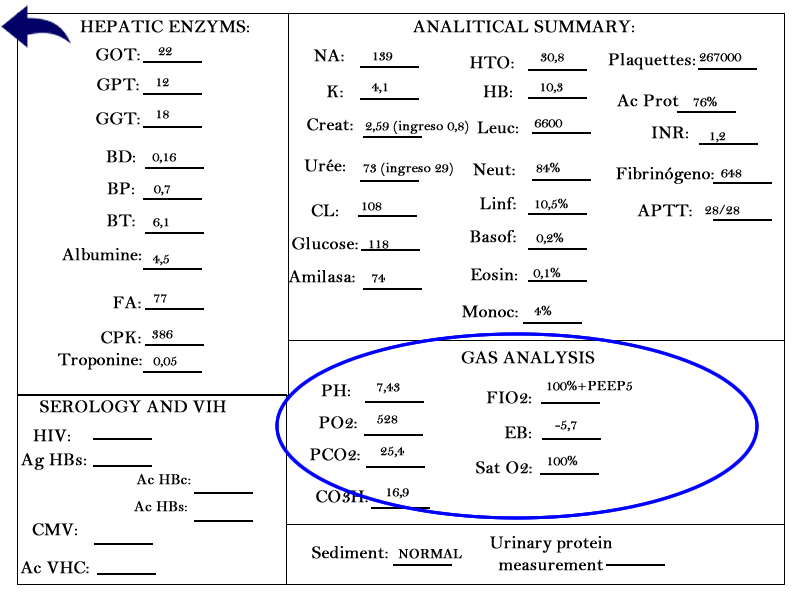 HEPATIC ENZYMS:
GOT: 22
GPT: 12
GGT: 18
BD: 0,16
BP: 0,7
BT: 6,1
Albumine: 4,5
FA: 77
CPK: 386
Troponine: 0,05
SEROLOGY AND VIH
HIV:
Ag HBs:
Ac HBc:
Ac HBs:
CMV:
Ac VHC:
ANALITICAL SUMMARY:
NA: 139
K: 4,1
Creat: 2,59 (ingreso 0,8)
Urée: 73 (ingreso 29)
CL: 108
Glucose: 118
Amilasa: 74
HTO: 30,8
HB: 10,3
Leuc: 6600
Neut: 84%
Linf: 10,5%
Basof: 0,2%
Eosin: 0,1%
Monoc: 4%
Plaquettes: 267000
Ac Prot 76%
INR: 1,2
Fibrinógeno: 648
APTT: 28/28
GAS ANALYSIS
PH: 7,43
PO2: 528
PCO2: 25,4
CO3H: 16,9
FIO2: 100%+PEEP5
EB: -5,7
Sat O2: 100%
Sediment: NORMAL
Urinary protein
measurement